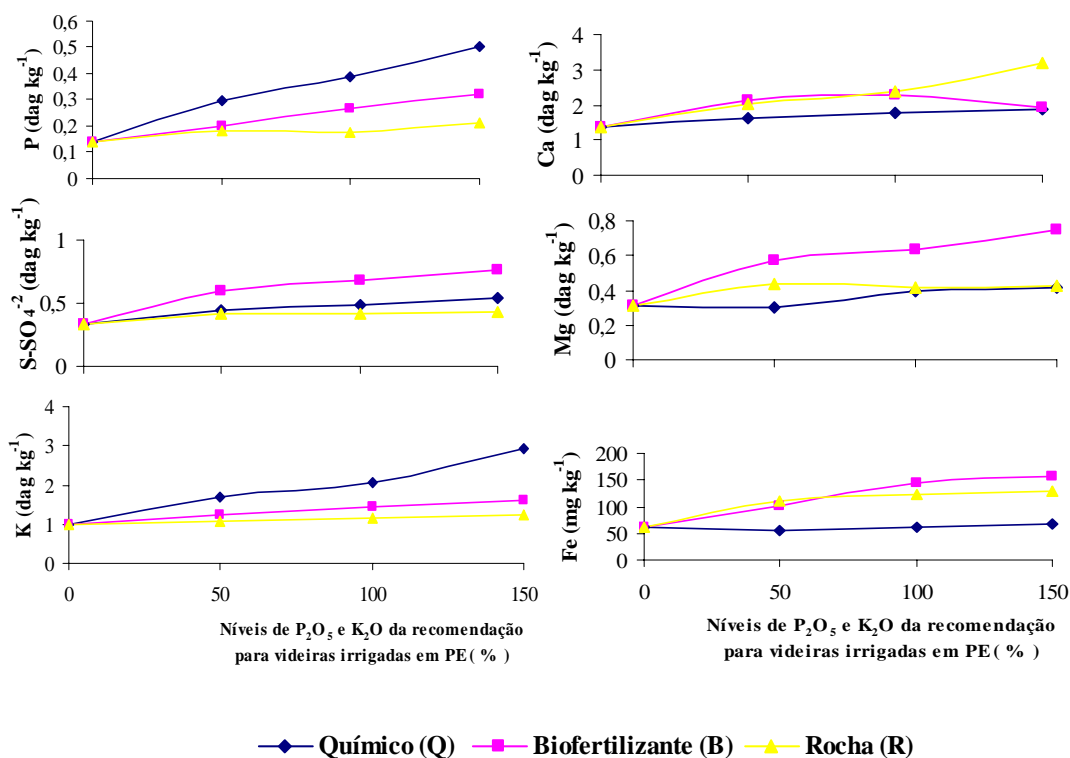 P (dag kg-1)
0,6
0,5
0,4
0,3
0,2
0,1
0
Ca (dag kg-1)
4
3
2
1
0
S-SO4-2 (dag kg-1)
1
0,5
0
Mg (dag kg-1)
0,8
0,6
0,4
0,2
0
K (dag kg-1)
4
3
2
1
0
0 50 100 150
Níveis de P2O5 e K2O da recomendação
para videiras irrigadas em PE ( % )
Fe (mg kg-1)
200
150
100
50
0
0 50 100 150
Níveis de P2O5 e K2O da recomendação
para videiras irrigadas em PE ( % )
Químico (Q) Biofertilizante (B) Rocha (R)